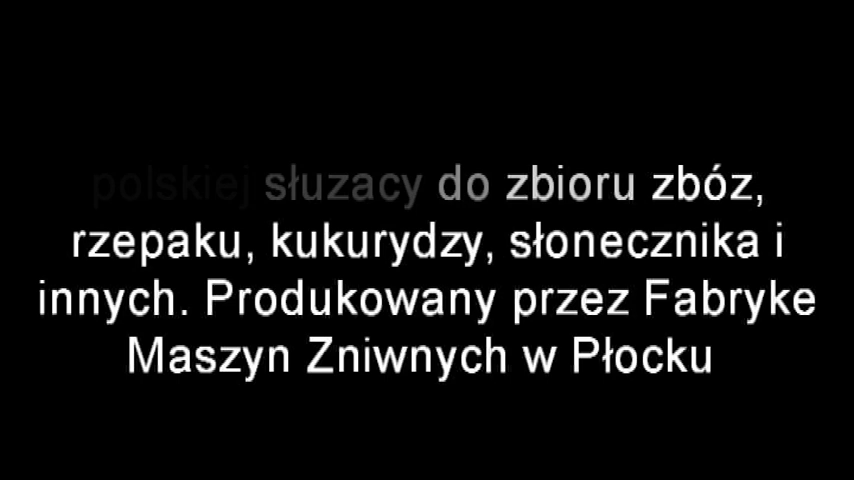 polskiej słuzacy do zbioru zbóz,
rzepaku, kukurydzy, słonecznika i
innych. Produkowany przez Fabryke
Maszyn Zniwnych w Płocku